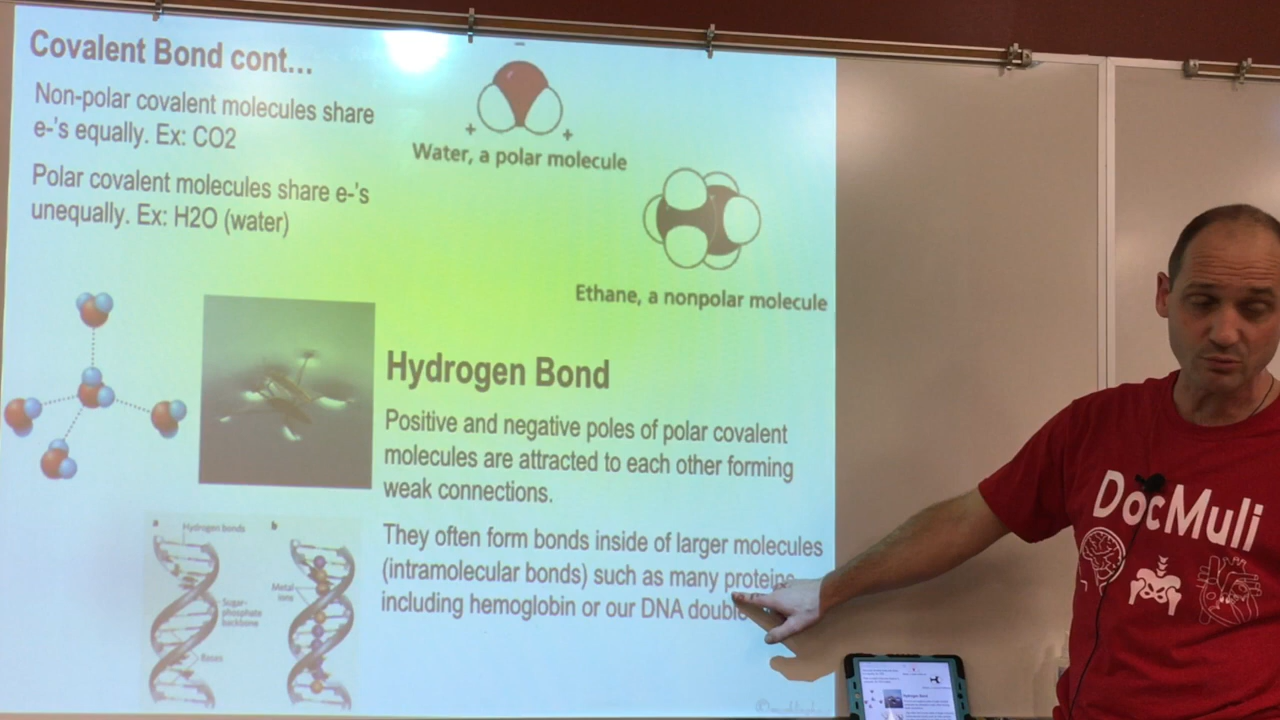 Covalent Bond cont...
Non-polar covalent molecules share
e-'s equally. Ex: CO2
Polar covalent molecules share e-'s
unequally. Ex: H2O (water)
-
+ +
Water, a polar molecule
Ethane, a nonpolar molecule
Hydrogen Bond
Positive and negative poles of polar covalent
molecules are attracted to each other forming
weak connections.
They often form bonds inside of larger molecules
(intramolecular bonds) such as many proteins
including hemoglobin or our DNA double
a
Hydrogen bonds
b
Sugar-
phosphate
backbone
Bases
Metal
ions
DocMuli
Hydrogen Bond